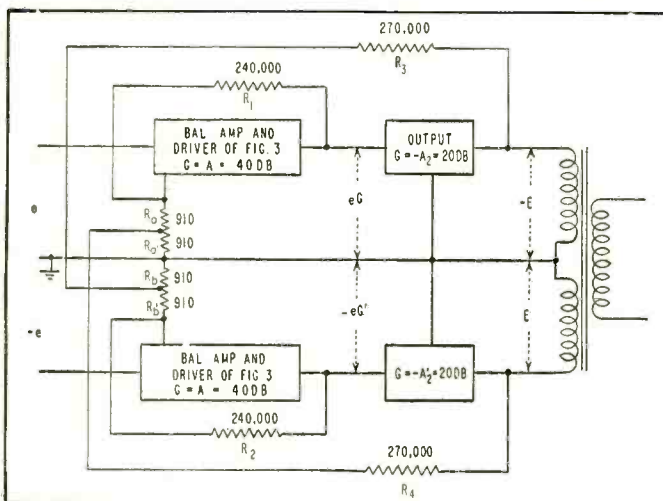 270,000
R3
240,000
R1
BAL AMP AND
DRIVER OF FIG. 3
G = A = 40DB
OUTPUT
G = -A2 = 20DB
e
Ra 910
Ra' 910
Rb 910
Rb' 910
eG
-eG'
-E
E
-e
BAL AMP AND
DRIVER OF FIG 3
G = A = 40DB
G = -A'2 = 20DB
240,000
R2
270,000
R4